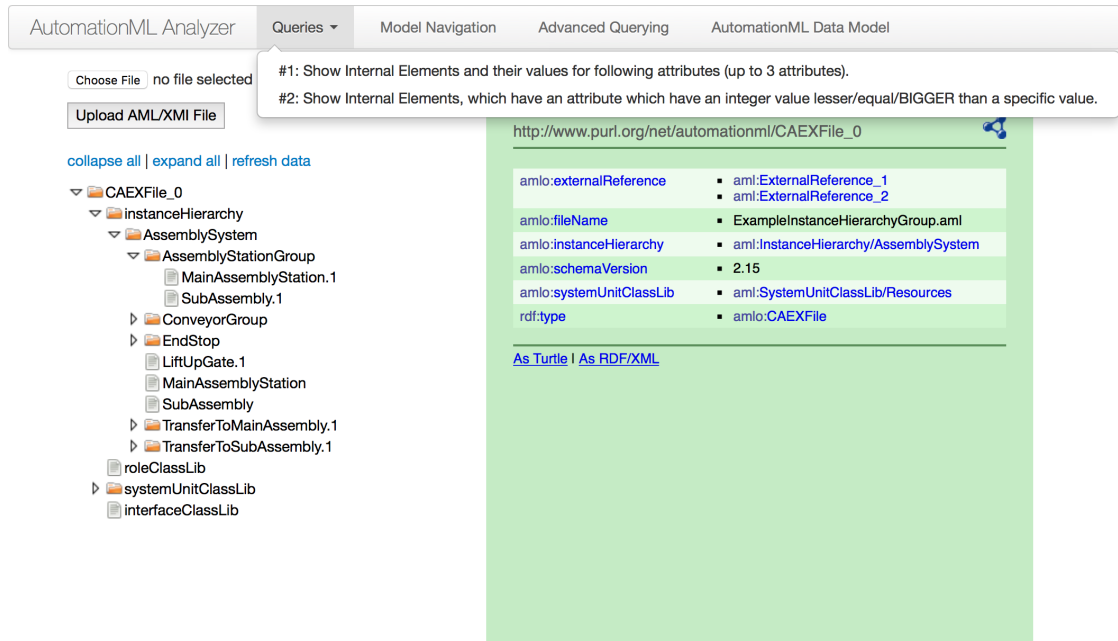 AutomationML Analyzer
Queries
Model Navigation
Advanced Querying
AutomationML Data Model
#1: Show Internal Elements and their values for following attributes (up to 3 attributes).
#2: Show Internal Elements, which have an attribute which have an integer value lesser/equal/BIGGER than a specific value.
Choose File no file selected
Upload AML/XMI File
collapse all | expand all | refresh data
CAEXFile_0
instanceHierarchy
AssemblySystem
AssemblyStationGroup
MainAssemblyStation.1
SubAssembly.1
ConveyorGroup
EndStop
LiftUpGate.1
MainAssemblyStation
SubAssembly
TransferToMainAssembly.1
TransferToSubAssembly.1
roleClassLib
systemUnitClassLib
interfaceClassLib
http://www.purl.org/net/automationml/CAEXFile_0
amlo:externalReference
aml:ExternalReference_1
aml:ExternalReference_2
amlo:fileName
ExampleInstanceHierarchyGroup.aml
amlo:instanceHierarchy
aml:InstanceHierarchy/AssemblySystem
amlo:schemaVersion
2.15
amlo:systemUnitClassLib
aml:SystemUnitClassLib/Resources
rdf:type
amlo:CAEXFile
As Turtle | As RDF/XML